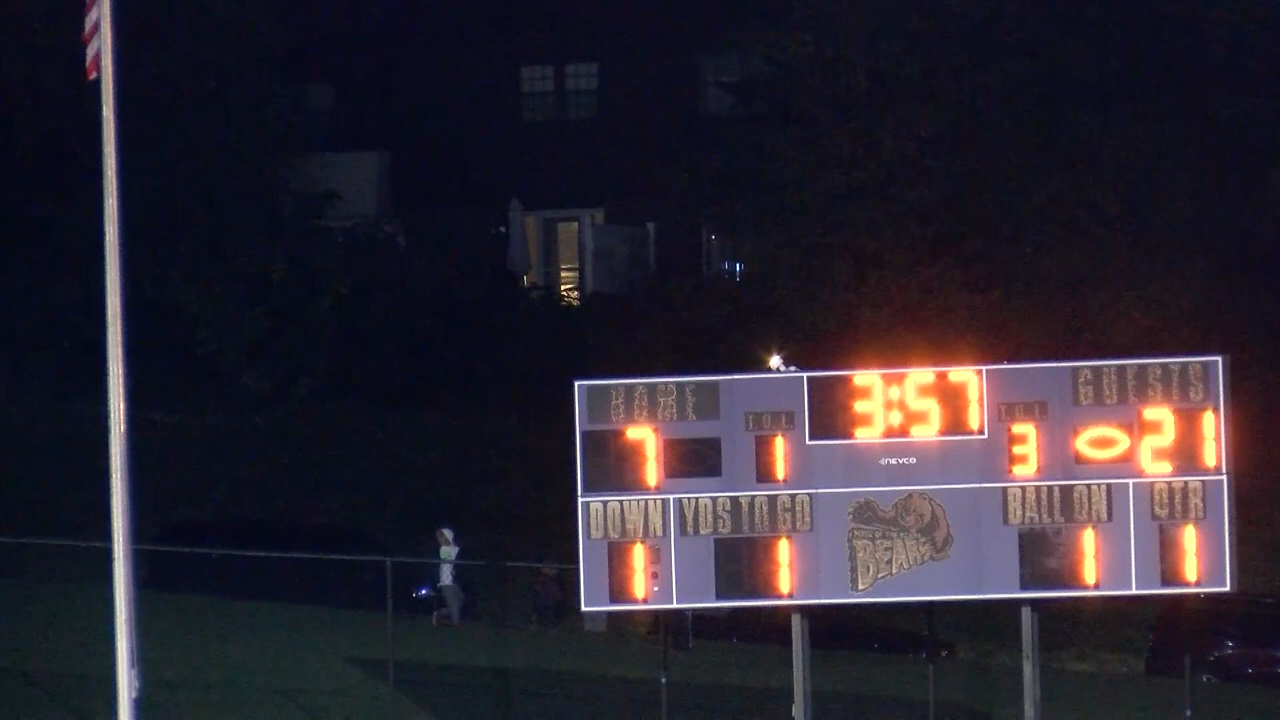 3:57
GUESTS
T.O.L. T.O.L.
7 1 3 21
NEVCO
DOWN YDS TO GO BALL ON QTR
BEARS
1 1 1 1